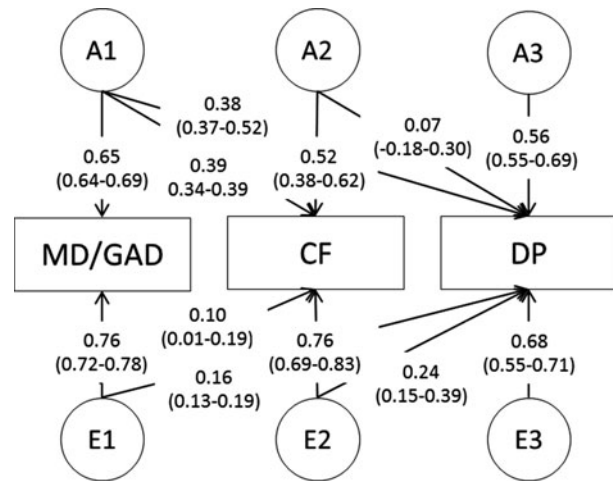 A1
A2
A3
0.38
(0.37-0.52)
0.07
(-0.18-0.30)
0.65
(0.64-0.69)
0.39
0.34-0.39
0.52
(0.38-0.62)
0.56
(0.55-0.69)
MD/GAD
CF
DP
0.76
(0.72-0.78)
0.10
(0.01-0.19)
0.16
(0.13-0.19)
0.76
(0.69-0.83)
0.24
(0.15-0.39)
0.68
(0.55-0.71)
E1
E2
E3